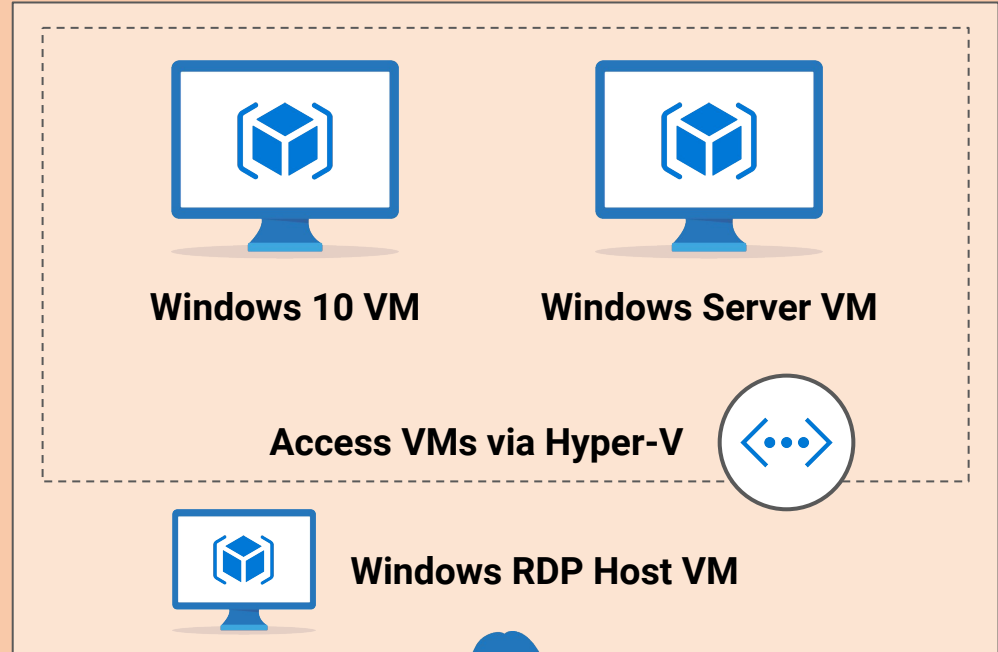 Windows 10 VM
Windows Server VM
Access VMs via Hyper-V
Windows RDP Host VM